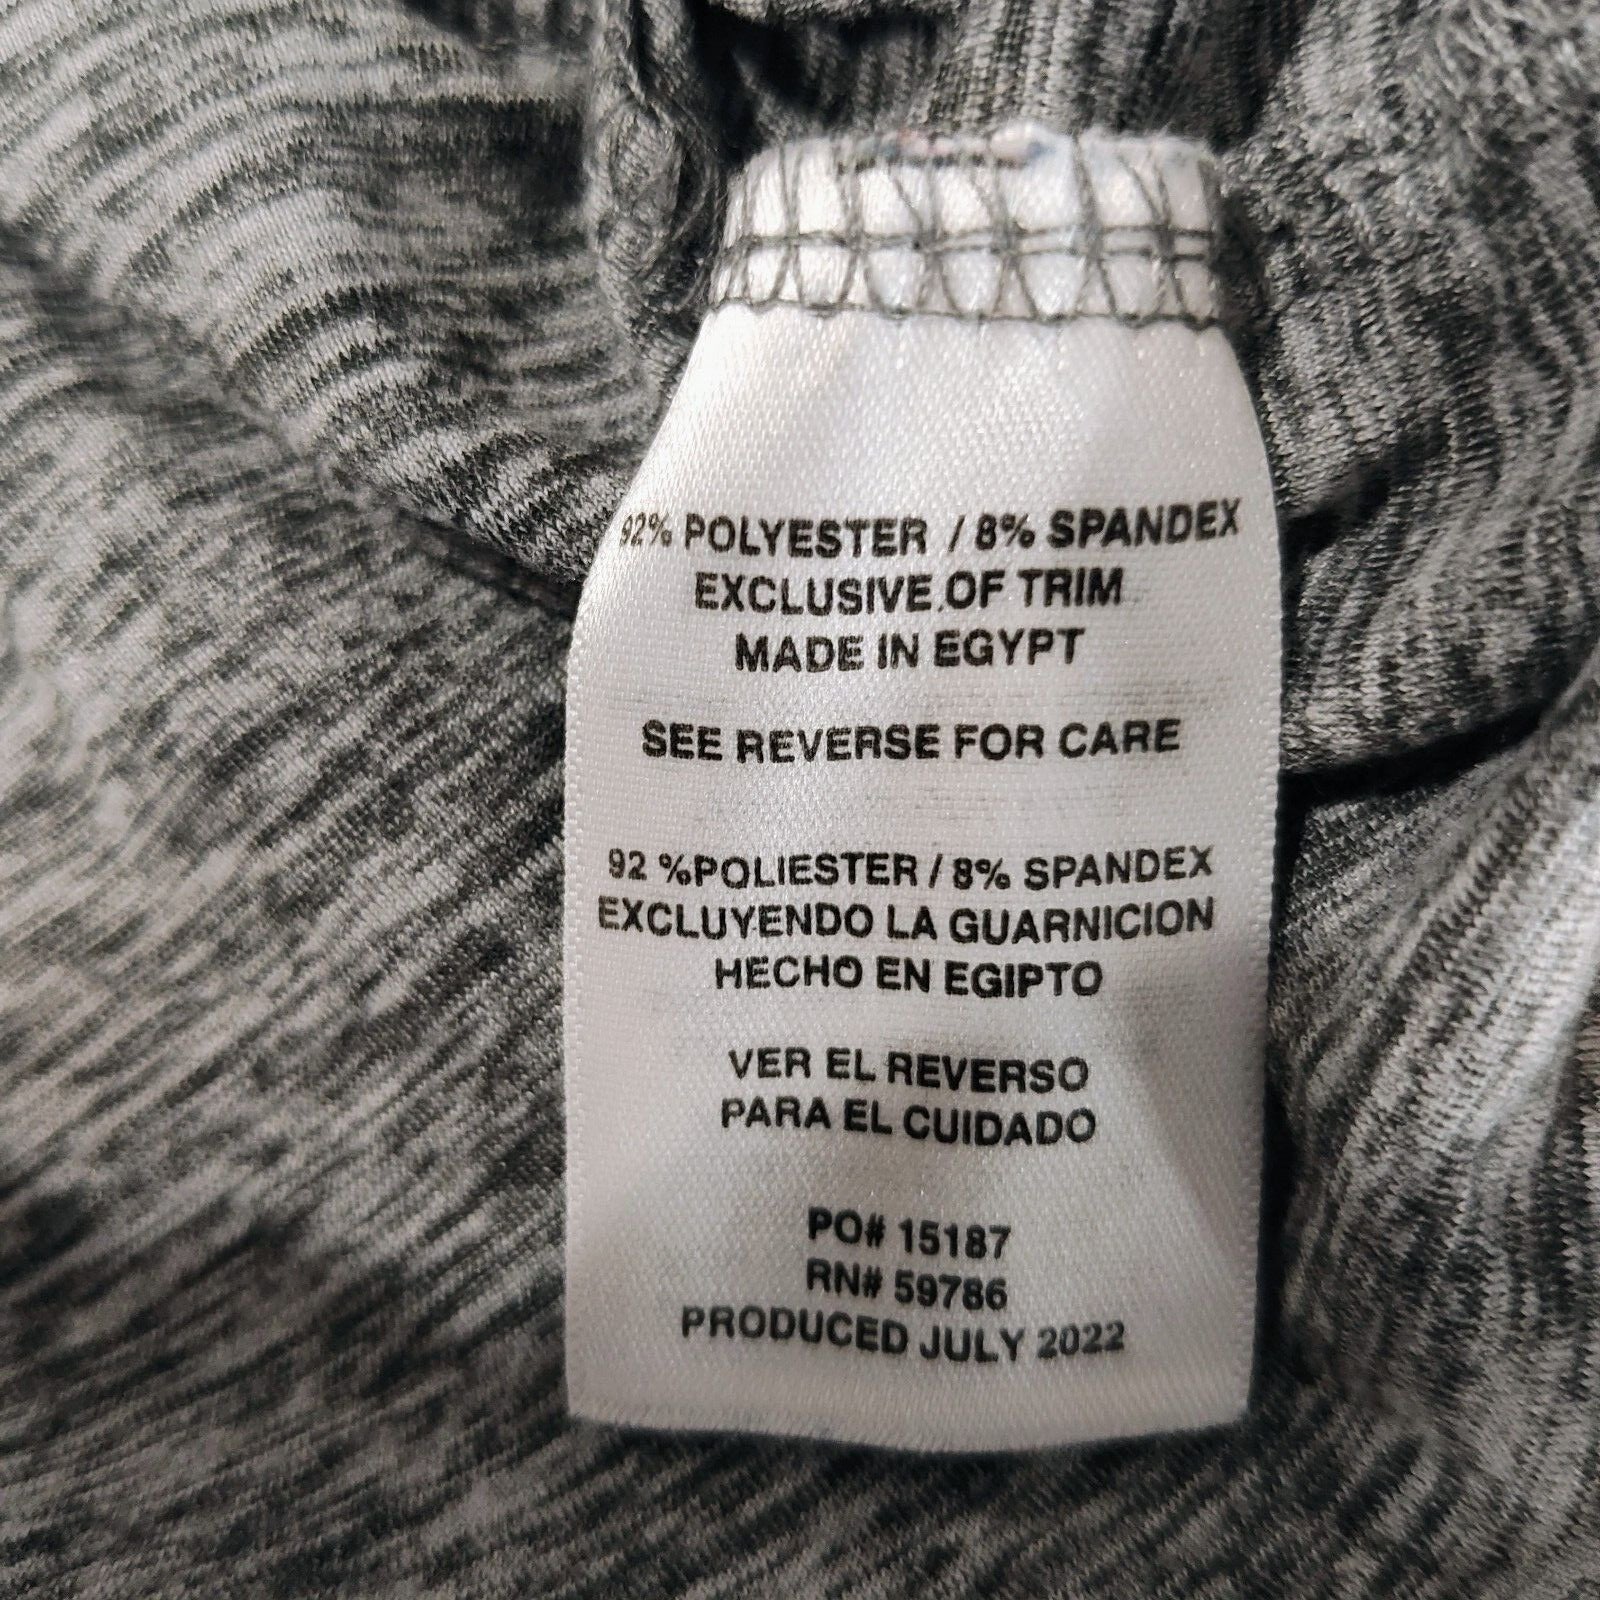 92% POLYESTER / 8% SPANDEX
EXCLUSIVE OF TRIM
MADE IN EGYPT
SEE REVERSE FOR CARE
92 %POLIESTER / 8% SPANDEX
EXCLUYENDO LA GUARNICION
HECHO EN EGIPTO
VER EL REVERSO
PARA EL CUIDADO
PO# 15187
RN# 59786
PRODUCED JULY 2022